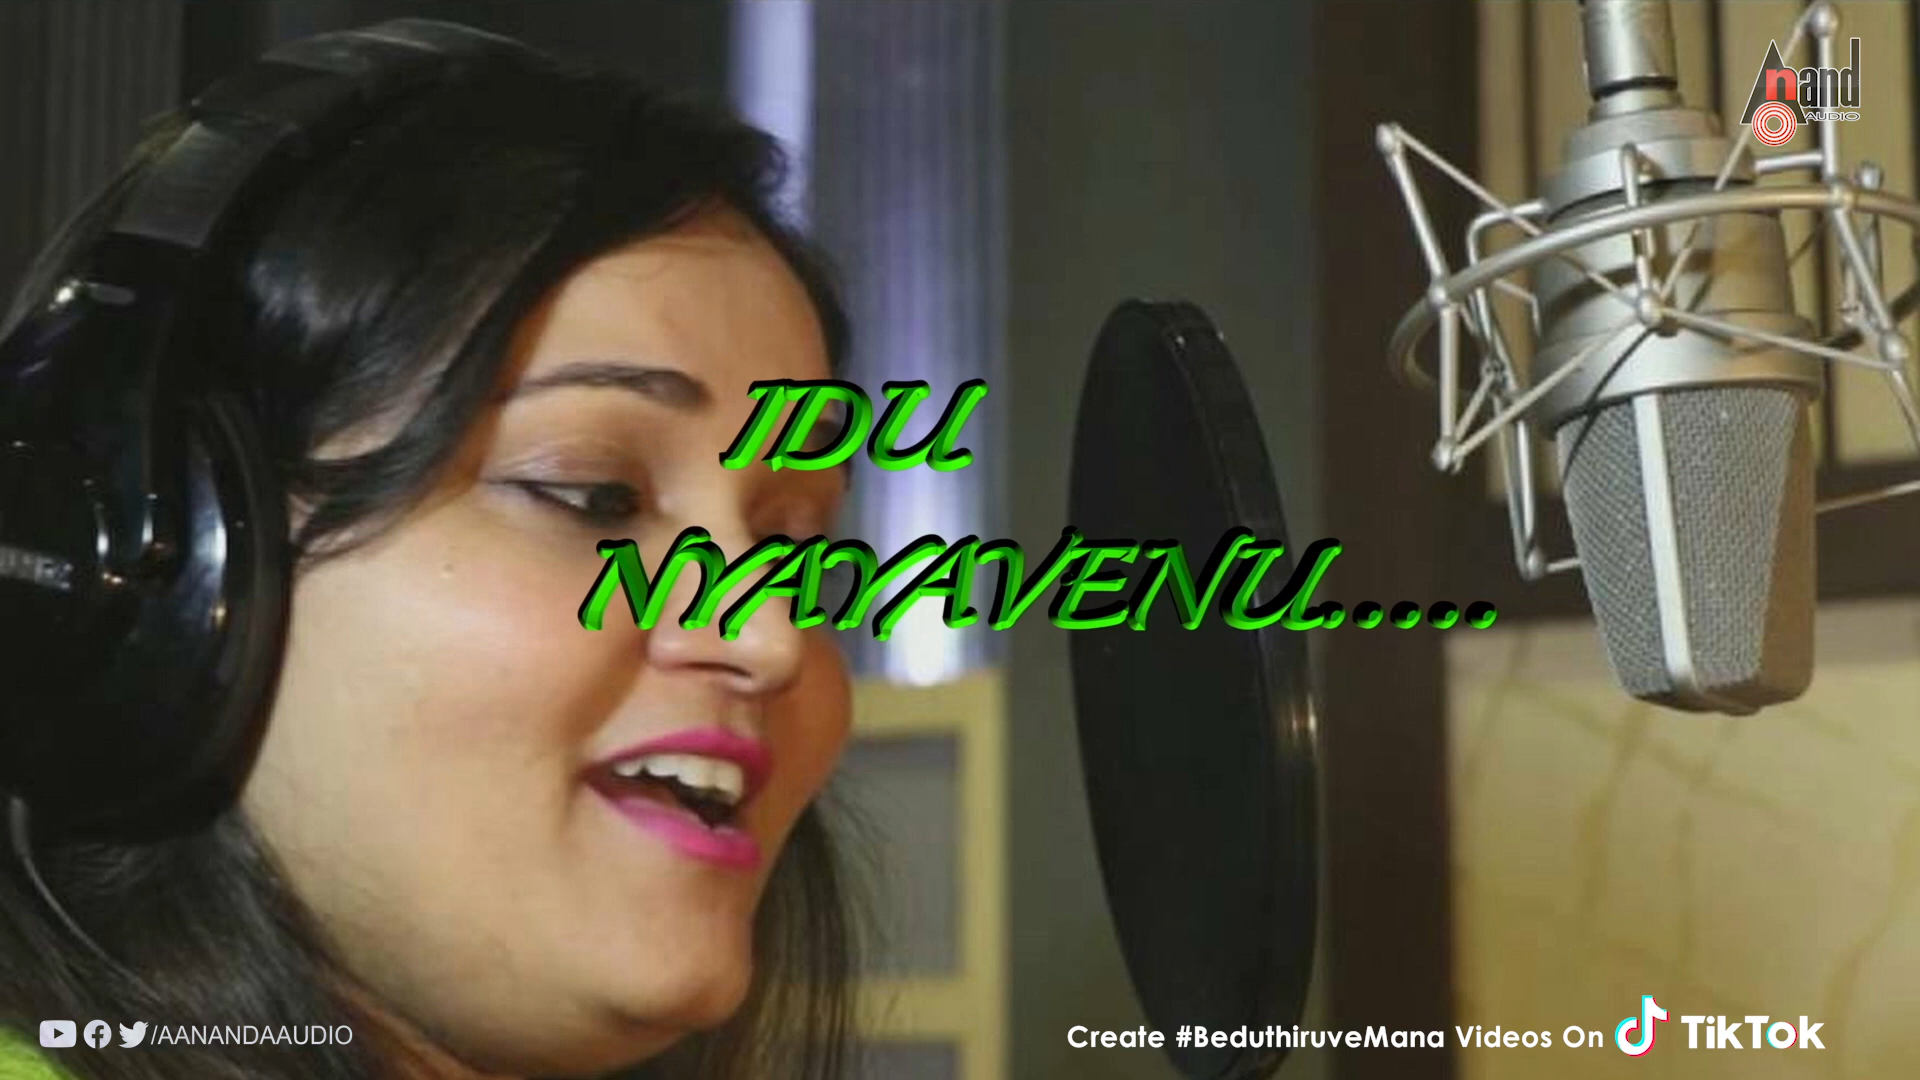 Anand
AUDIO
IDU
NYAYAVENU.....
/AANANDAAUDIO
Create #BeduthiruveMana Videos On TikTok